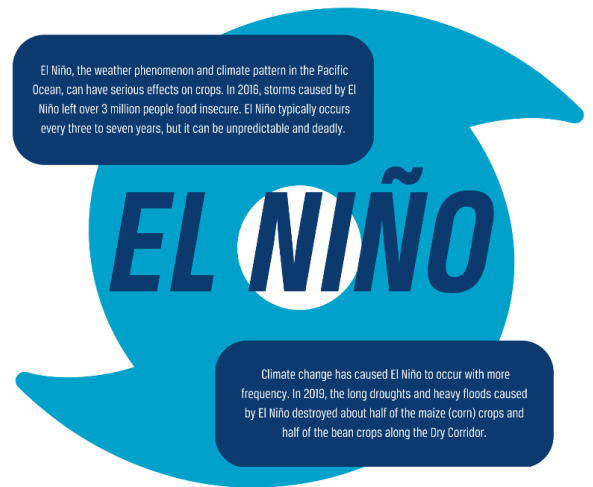 El Niño, the weather phenomenon and climate pattern in the Pacific
Ocean, can have serious effects on crops. In 2016, storms caused by El
Niño left over 3 million people food insecure. El Niño typically occurs
every three to seven years, but it can be unpredictable and deadly.
EL NIÑO
Climate change has caused El Niño to occur with more
frequency. In 2019, the long droughts and heavy floods caused
by El Niño destroyed about half of the maize (corn) crops and
half of the bean crops along the Dry Corridor.